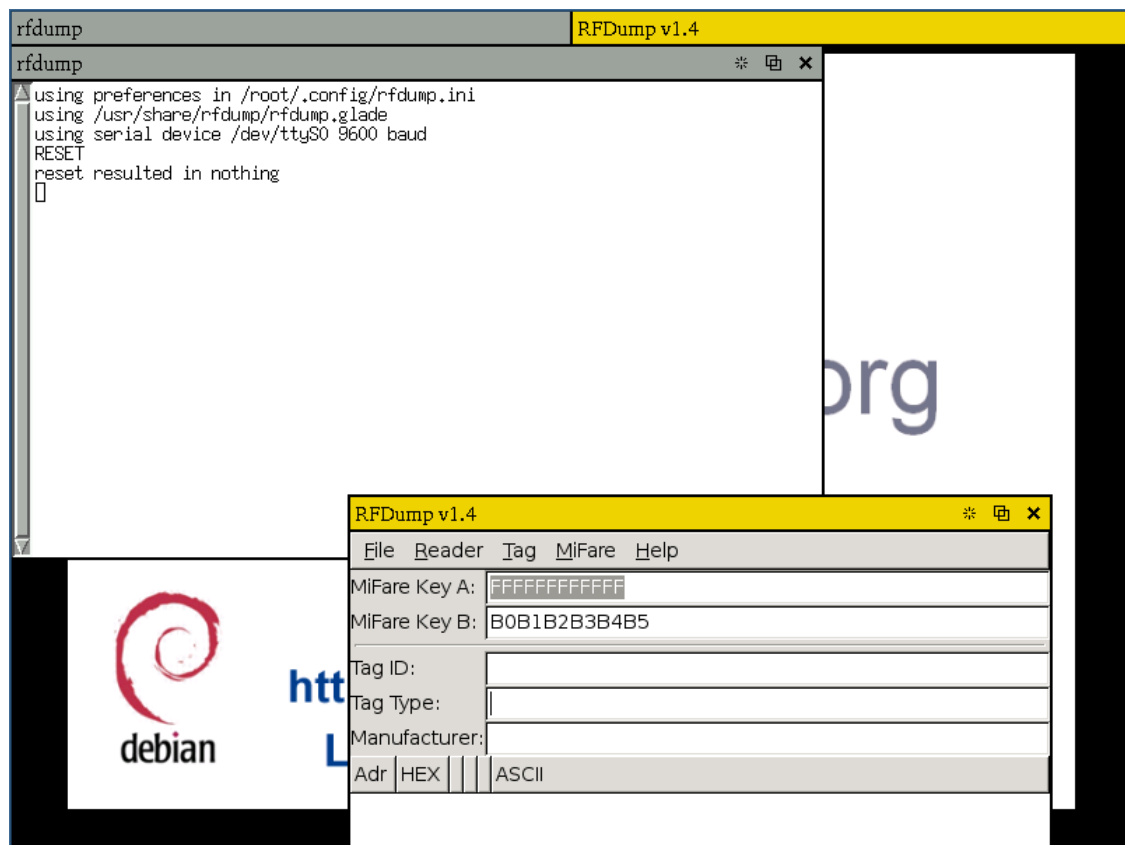 rfdump
RFDump v1.4
rfdump
using preferences in /root/.config/rfdump.ini
using /usr/share/rfdump/rfdump.glade
using serial device /dev/ttyS0 9600 baud
RESET
reset resulted in nothing
org
RFDump v1.4
File Reader Tag MiFare Help
MiFare Key A: FFFFFFFFFFFF
MiFare Key B: B0B1B2B3B4B5
Tag ID:
Tag Type:
Manufacturer:
Adr HEX ASCII
debian
htt
L